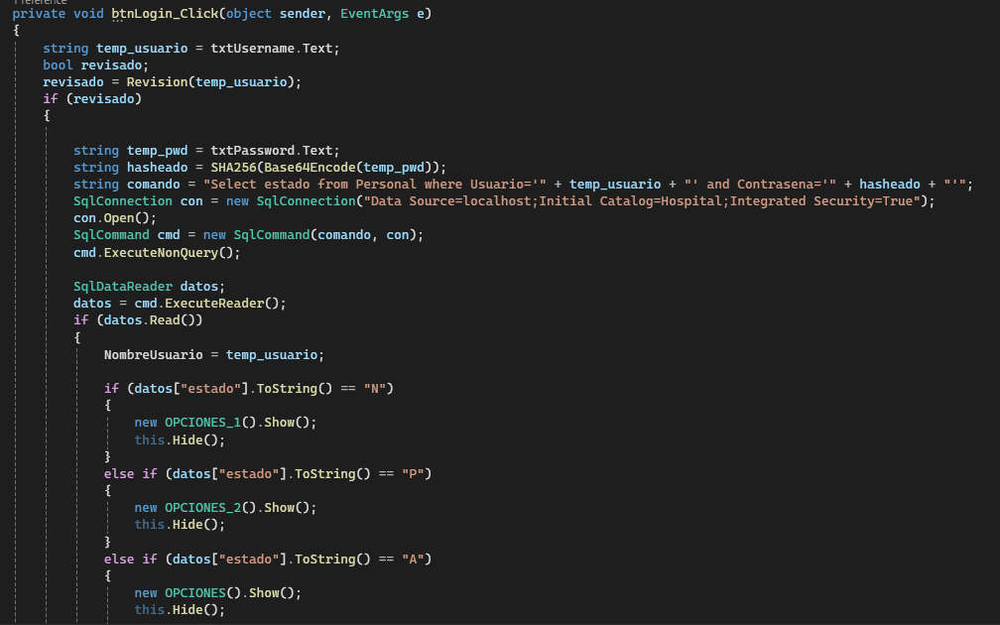 1 reference
private void btnLogin_Click(object sender, EventArgs e)
{
string temp_usuario = txtUsername.Text;
bool revisado;
revisado = Revision(temp_usuario);
if (revisado)
{
string temp_pwd = txtPassword.Text;
string hasheado = SHA256(Base64Encode(temp_pwd));
string comando = "Select estado from Personal where Usuario='" + temp_usuario + "' and Contrasena='" + hasheado + "'";
SqlConnection con = new SqlConnection("Data Source=localhost;Initial Catalog=Hospital;Integrated Security=True");
con.Open();
SqlCommand cmd = new SqlCommand(comando, con);
cmd.ExecuteNonQuery();
SqlDataReader datos;
datos = cmd.ExecuteReader();
if (datos.Read())
{
NombreUsuario = temp_usuario;
if (datos["estado"].ToString() == "N")
{
new OPCIONES_1().Show();
this.Hide();
}
else if (datos["estado"].ToString() == "P")
{
new OPCIONES_2().Show();
this.Hide();
}
else if (datos["estado"].ToString() == "A")
{
new OPCIONES().Show();
this.Hide();